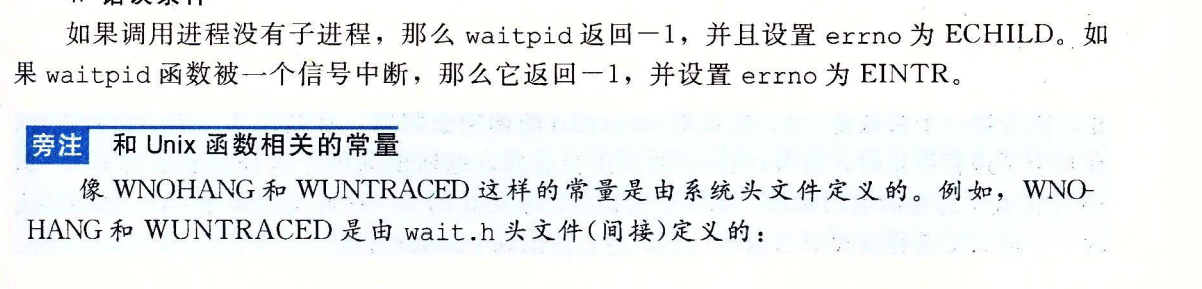 如果调用进程没有子进程，那么 waitpid 返回－1，并且设置 errno 为 ECHILD。如
果 waitpid 函数被一个信号中断，那么它返回－1，并设置 errno 为 EINTR。
旁注 和 Unix 函数相关的常量
像 WNOHANG 和 WUNTRACED 这样的常量是由系统头文件定义的。例如，WNO-
HANG 和 WUNTRACED 是由 wait.h 头文件(间接)定义的：